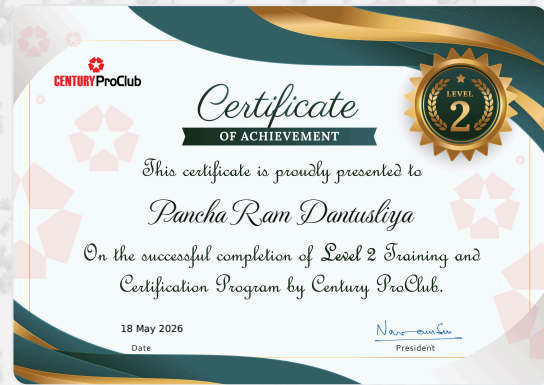 CENTURY ProClub
LEVEL
2
Certificate
OF ACHIEVEMENT
This certificate is proudly presented to
Pancha Ram Dantusliya
On the successful completion of Level 2 Training and
Certification Program by Century ProClub.
18 May 2026
Date
President